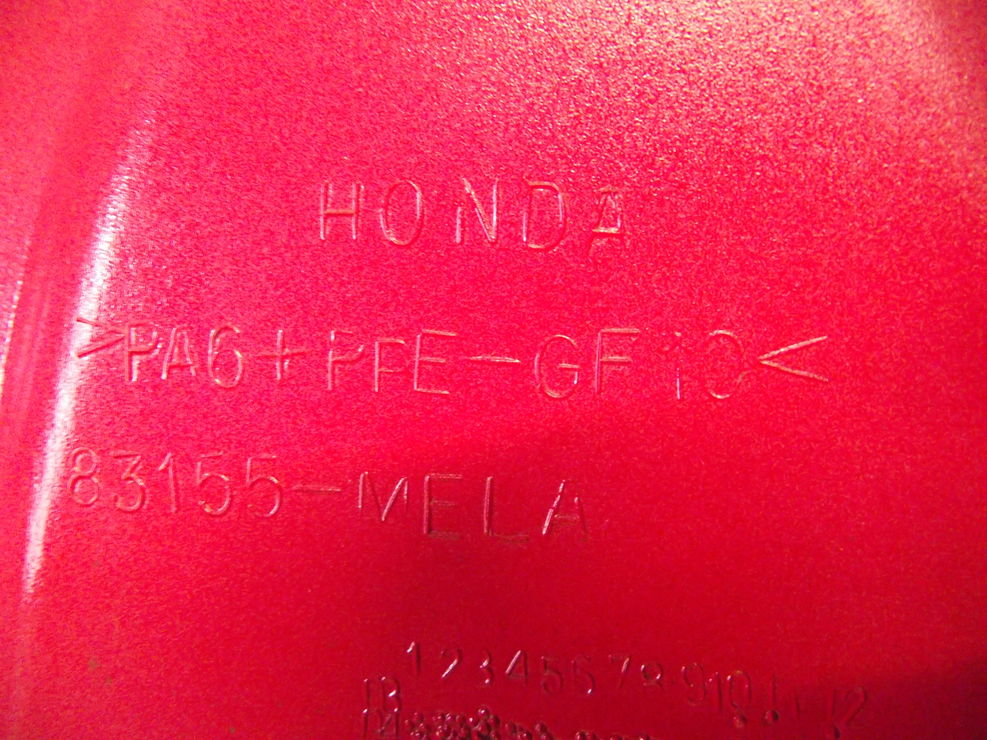 HONDA
>PA6+PPE-GF10<
83155-MELA
1 2 3 4 5 6 7 8 9 10 11 12